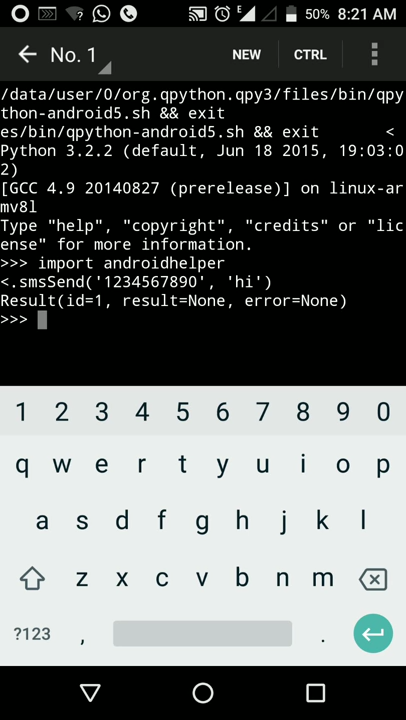 50% 8:21 AM
No. 1 NEW CTRL
/data/user/0/org.qpython.qpy3/files/bin/qpy
thon-android5.sh && exit
es/bin/qpython-android5.sh && exit       <
Python 3.2.2 (default, Jun 18 2015, 19:03:0
2)
[GCC 4.9 20140827 (prerelease)] on linux-ar
mv8l
Type "help", "copyright", "credits" or "lic
ense" for more information.
>>> import androidhelper
<.smsSend('1234567890', 'hi')
Result(id=1, result=None, error=None)
>>>
1 2 3 4 5 6 7 8 9 0
q w e r t y u i o p
a s d f g h j k l
z x c v b n m
?123 , .